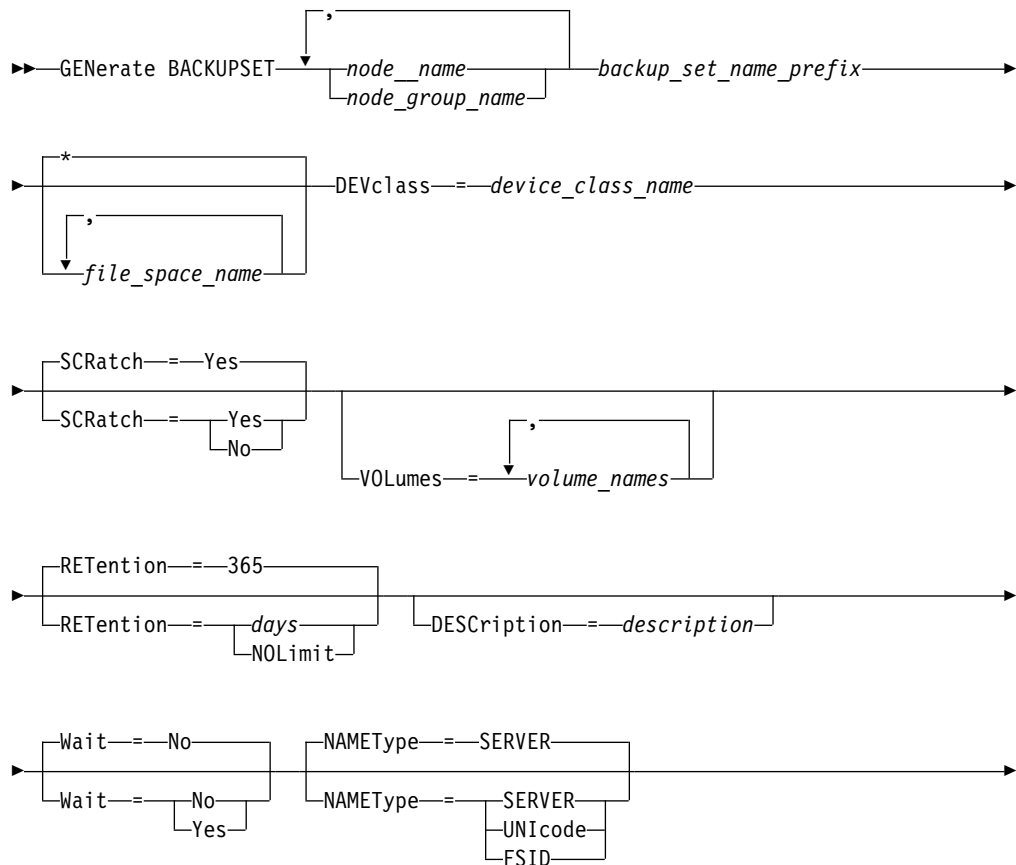 ,
GENerate BACKUPSET node__name backup_set_name_prefix
node_group_name
* DEVclass = device_class_name
,
file_space_name
SCRatch = Yes
SCRatch = Yes
No ,
VOLumes = volume_names
RETention = 365
RETention = days DESCription = description
NOLimit
Wait = No NAMEType = SERVER
Wait = No NAMEType = SERVER
Yes UNIcode
FSID